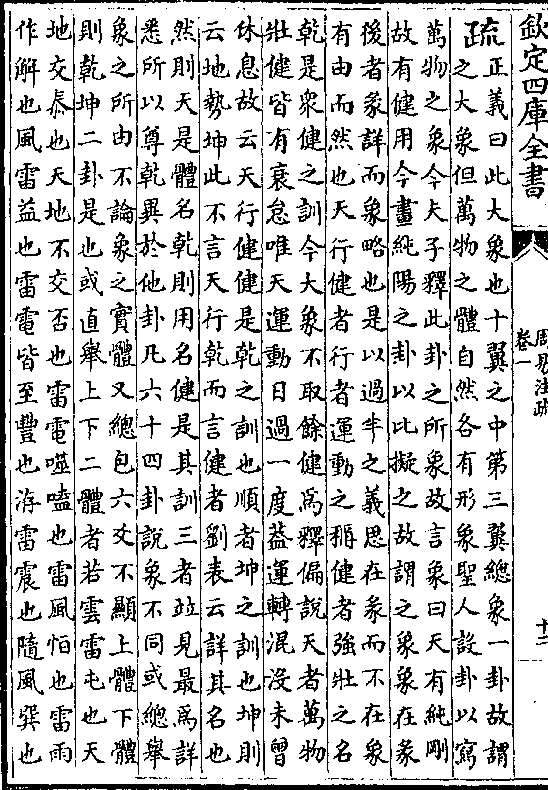 欽定四庫全書
周易注疏
卷一
十二
疏正義曰此大象也十翼之中第三翼總象一卦故謂
之大象但萬物之體自然各有形象聖人設卦以寫
萬物之象今夫子釋此卦之所象故言象曰天有純剛
故有健用今畫純陽之卦以比擬之故謂之象象在彖
後者彖詳而象略也是以過半之義思在彖而不在象
有由而然也天行健者行者運動之稱健者強壯之名
乾是衆健之訓今大象不取餘健為釋偏說天者萬物
壯健皆有衰怠唯天運動日過一度蓋運轉混沒未曾
休息故云天行健健是乾之訓也順者坤之訓也坤則
云地勢坤此不言天行乾而言健者劉表云詳其名也
然則天是體名乾則用名健是其訓三者並見最為詳
悉所以尊乾異於他卦凡六十四卦說象不同或總舉
象之所由不論象之實體又總包六爻不顯上體下體
則乾坤二卦是也或直舉上下二體者若雲雷屯也天
地交泰也天地不交否也雷電噬嗑也雷風恒也雷雨
作解也風雷益也雷電皆至豐也洊雷震也隨風巽也